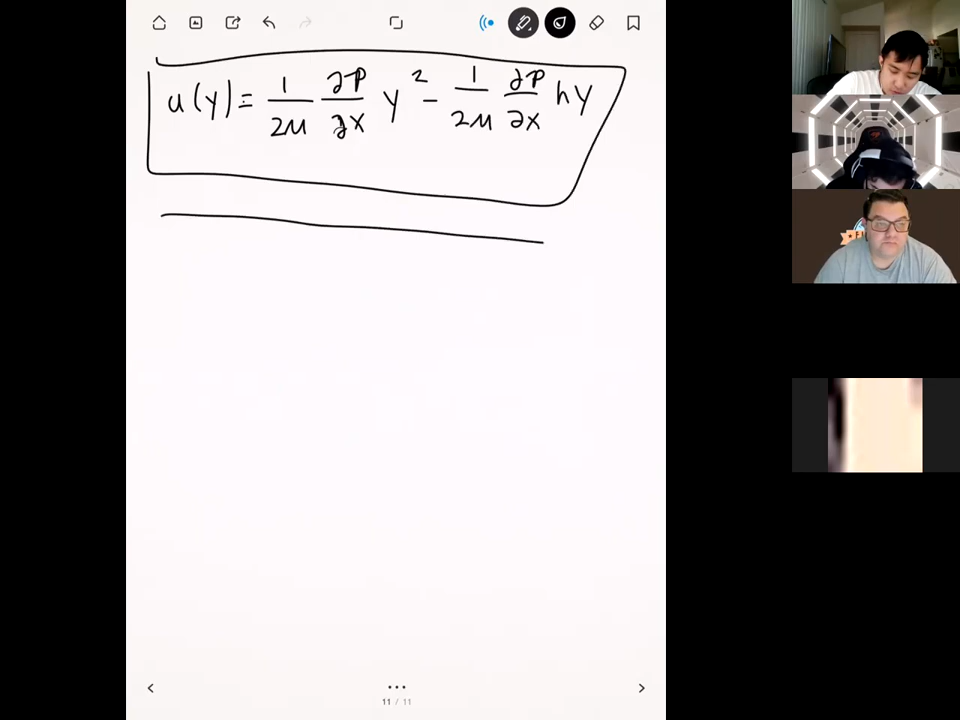 u(y) = 1/2μ ∂P/∂x y² - 1/2μ ∂P/∂x hy
11 / 11